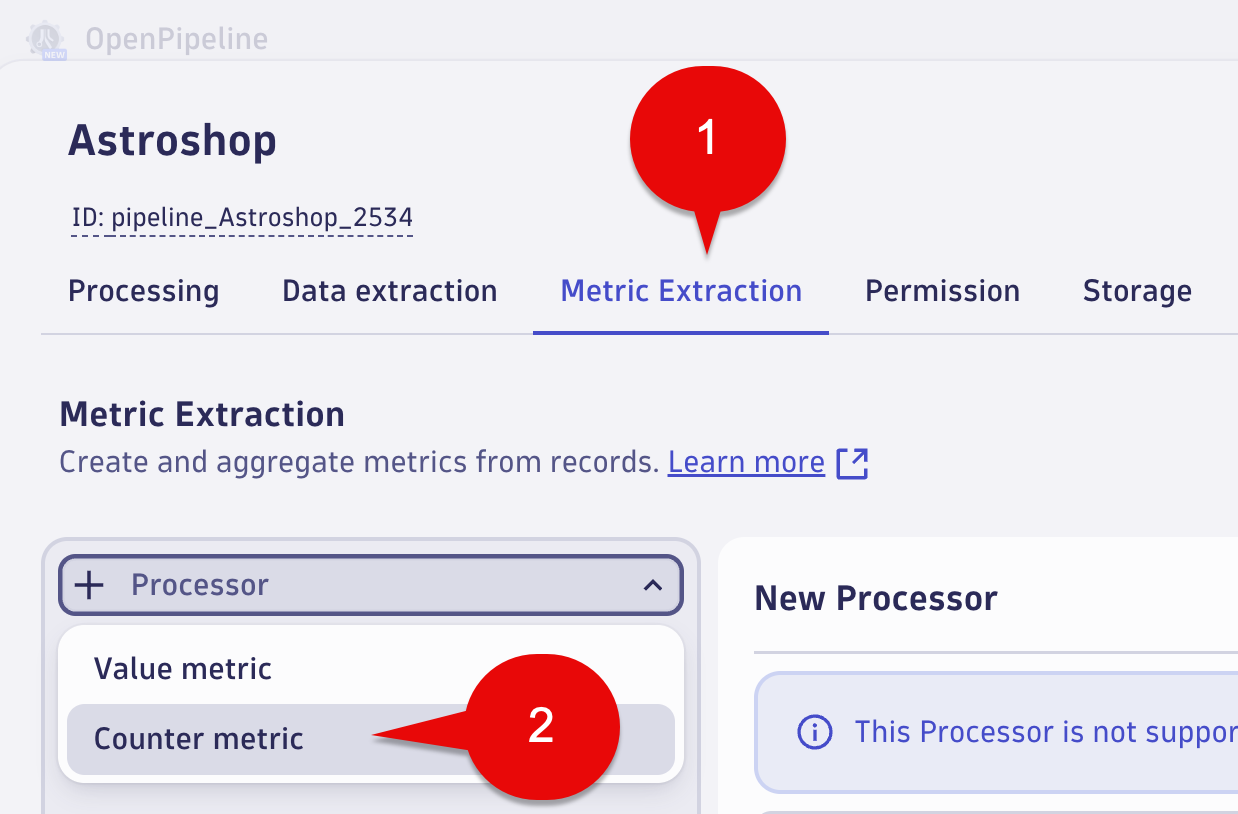 NEW
OpenPipeline
Astroshop
1
ID: pipeline_Astroshop_2534
Processing Data extraction Metric Extraction Permission Storage
Metric Extraction
Create and aggregate metrics from records. Learn more
Processor
New Processor
Value metric
Counter metric
2
This Processor is not suppor